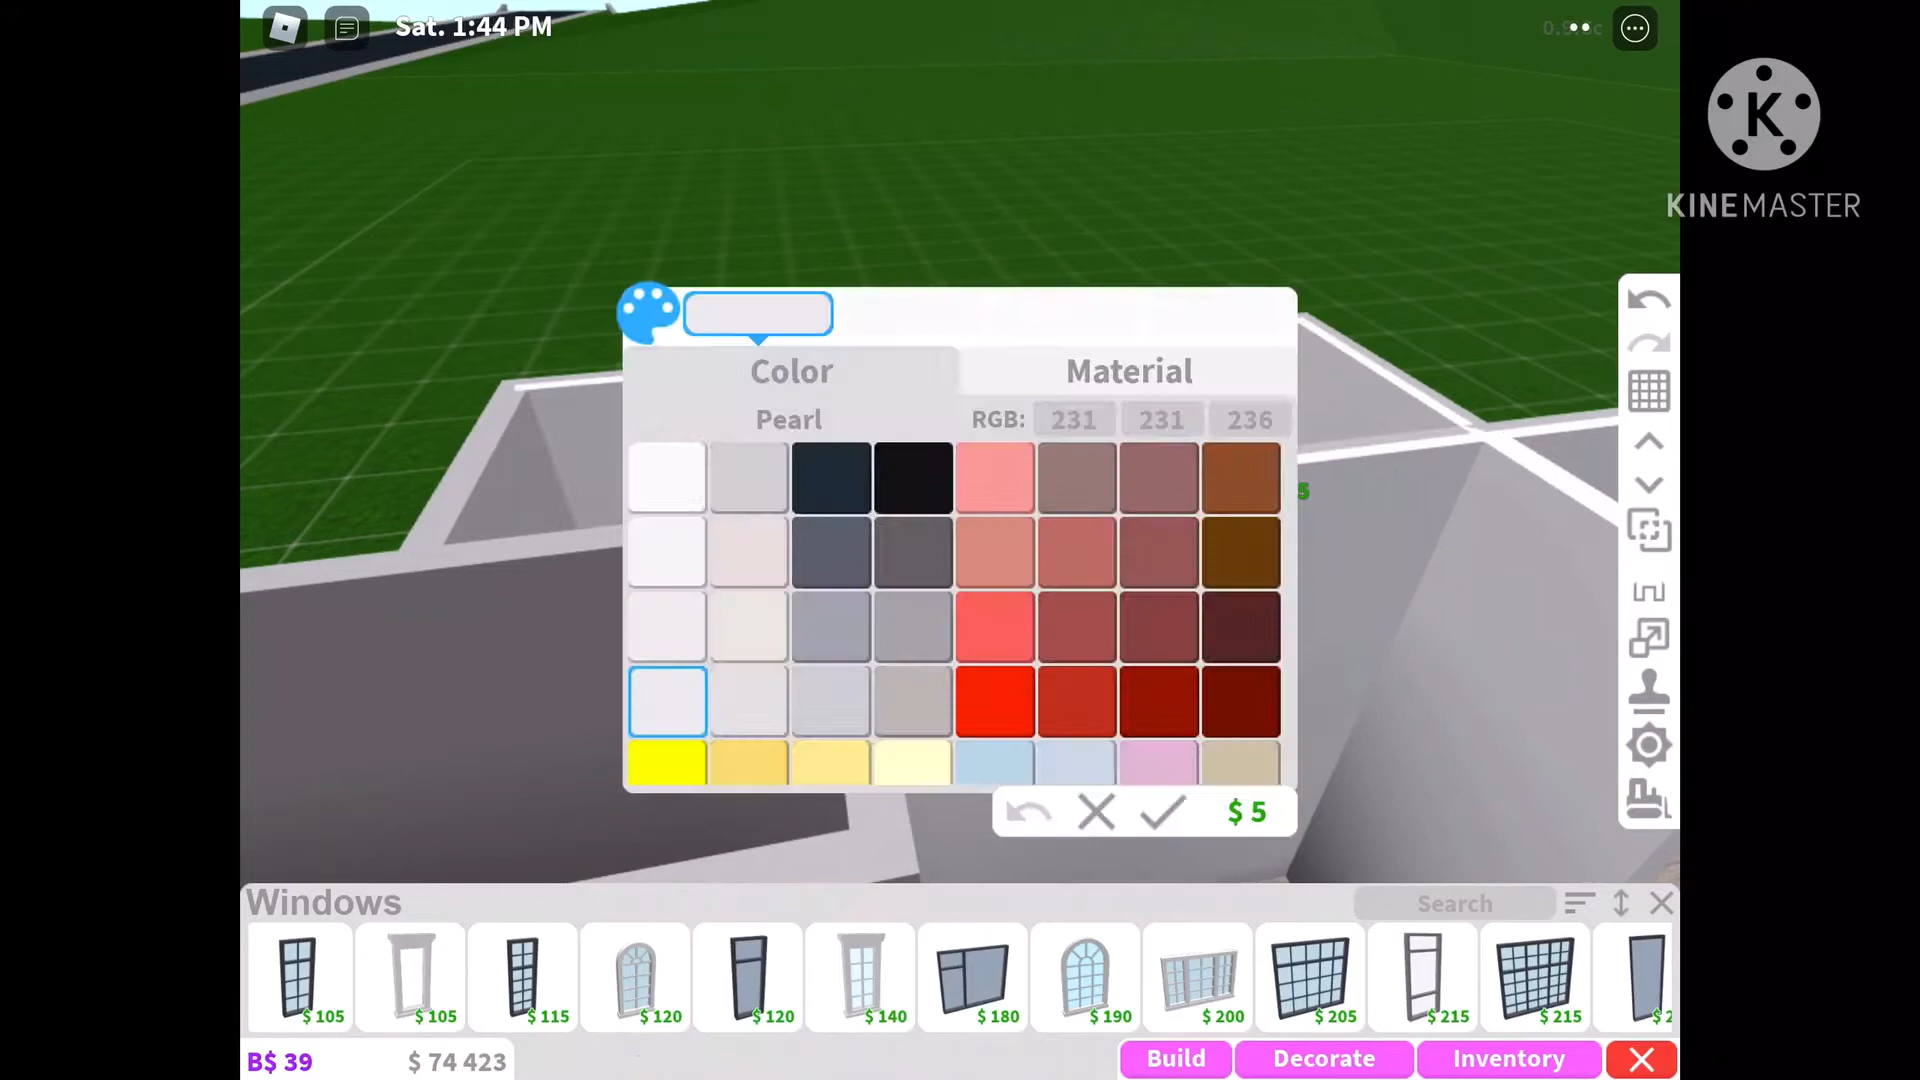 Sat. 1:44 PM
K
KINEMASTER
Color
Material
Pearl
RGB: 231 231 236
5
$ 5
Windows
Search
$ 105
$ 105
$ 115
$ 120
$ 120
$ 140
$ 180
$ 190
$ 200
$ 205
$ 215
$ 215
B$ 39
$ 74 423
Build
Decorate
Inventory